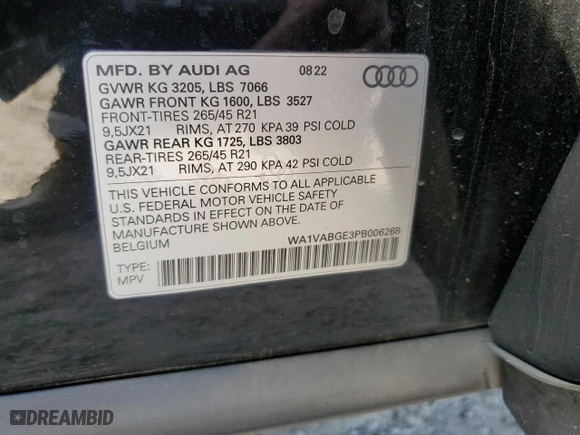 MFD. BY AUDI AG 08 22
GVWR KG 3205, LBS 7066
GAWR FRONT KG 1600, LBS 3527
FRONT-TIRES 265/45 R21
9,5JX21 RIMS, AT 270 KPA 39 PSI COLD
GAWR REAR KG 1725, LBS 3803
REAR-TIRES 265/45 R21
9,5JX21 RIMS, AT 290 KPA 42 PSI COLD
THIS VEHICLE CONFORMS TO ALL APPLICABLE
U.S. FEDERAL MOTOR VEHICLE SAFETY
STANDARDS IN EFFECT ON THE DATE OF
MANUFACTURE SHOWN ABOVE.
BELGIUM WA1VABGE3PB006268
TYPE:
MPV
DREAMBID